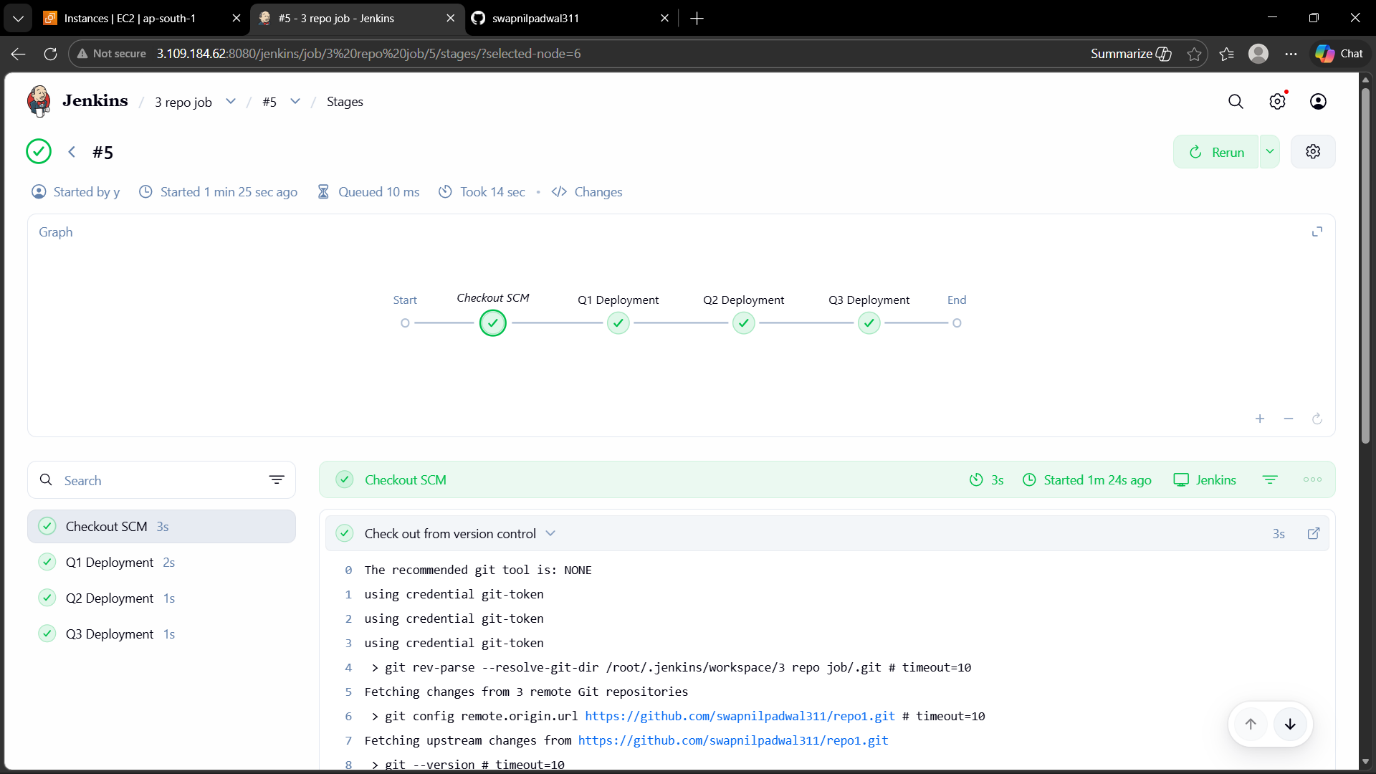 Instances | EC2 | ap-south-1
#5 - 3 repo job - Jenkins
swapnilpadwal311
Not secure 3.109.184.62:8080/jenkins/job/3%20repo%20job/5/stages/?selected-node=6
Summarize
Chat
Jenkins / 3 repo job / #5 / Stages
#5
Rerun
Started by y
Started 1 min 25 sec ago
Queued 10 ms
Took 14 sec
Changes
Graph
Start
Checkout SCM
Q1 Deployment
Q2 Deployment
Q3 Deployment
End
Search
Checkout SCM 3s
Q1 Deployment 2s
Q2 Deployment 1s
Q3 Deployment 1s
Checkout SCM
3s
Started 1m 24s ago
Jenkins
Check out from version control
3s
0 The recommended git tool is: NONE
1 using credential git-token
2 using credential git-token
3 using credential git-token
4 > git rev-parse --resolve-git-dir /root/.jenkins/workspace/3 repo job/.git # timeout=10
5 Fetching changes from 3 remote Git repositories
6 > git config remote.origin.url https://github.com/swapnilpadwal311/repo1.git # timeout=10
7 Fetching upstream changes from https://github.com/swapnilpadwal311/repo1.git
8 > git --version # timeout=10